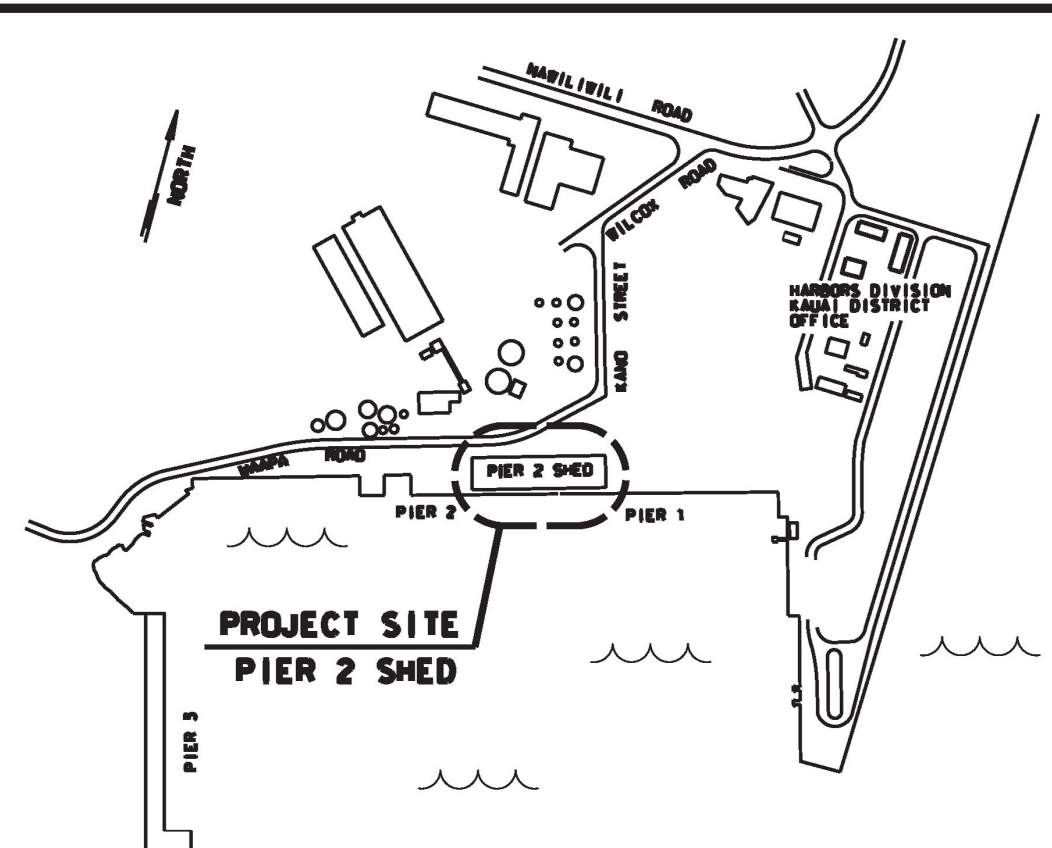 NAWILIWILI ROAD
NORTH
WILCOX ROAD
KANO STREET
HARBORS DIVISION
KAUAI DISTRICT
OFFICE
WAAPA ROAD
PIER 2 SHED
PIER 2
PIER 1
PROJECT SITE
PIER 2 SHED
PIER 3